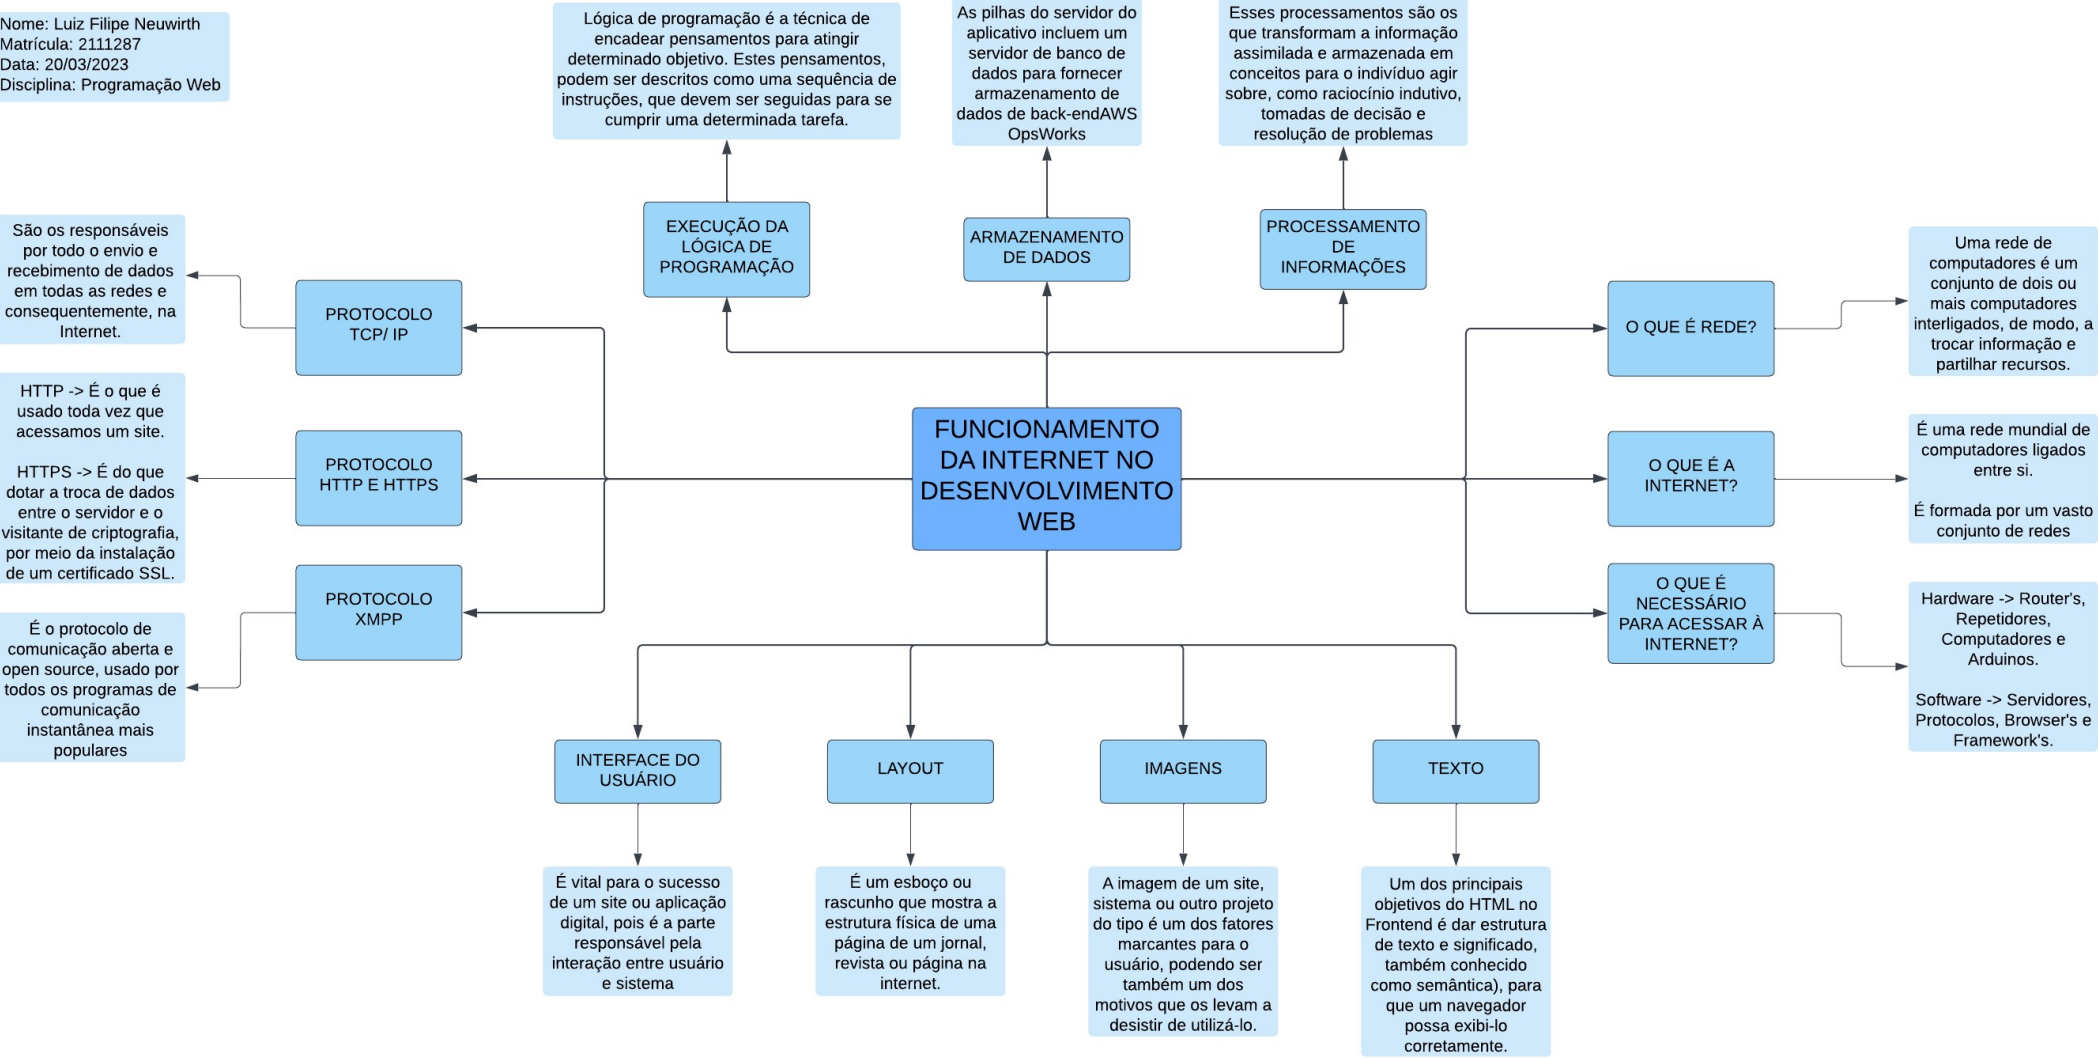 Nome: Luiz Filipe Neuwirth
Matrícula: 2111287
Data: 20/03/2023
Disciplina: Programação Web
Lógica de programação é a técnica de
encadear pensamentos para atingir
determinado objetivo. Estes pensamentos,
podem ser descritos como uma sequência de
instruções, que devem ser seguidas para se
cumprir uma determinada tarefa.
As pilhas do servidor do
aplicativo incluem um
servidor de banco de
dados para fornecer
armazenamento de
dados de back-endAWS
OpsWorks
Esses processamentos são os
que transformam a informação
assimilada e armazenada em
conceitos para o indivíduo agir
sobre, como raciocínio indutivo,
tomadas de decisão e
resolução de problemas
EXECUÇÃO DA
LÓGICA DE
PROGRAMAÇÃO
ARMAZENAMENTO
DE DADOS
PROCESSAMENTO
DE
INFORMAÇÕES
São os responsáveis
por todo o envio e
recebimento de dados
em todas as redes e
consequentemente, na
Internet.
PROTOCOLO
TCP/ IP
O QUE É REDE?
Uma rede de
computadores é um
conjunto de dois ou
mais computadores
interligados, de modo, a
trocar informação e
partilhar recursos.
HTTP -> É o que é
usado toda vez que
acessamos um site.
HTTPS -> É do que
dotar a troca de dados
entre o servidor e o
visitante de criptografia,
por meio da instalação
de um certificado SSL.
PROTOCOLO
HTTP E HTTPS
FUNCIONAMENTO
DA INTERNET NO
DESENVOLVIMENTO
WEB
O QUE É A
INTERNET?
É uma rede mundial de
computadores ligados
entre si.
É formada por um vasto
conjunto de redes
É o protocolo de
comunicação aberta e
open source, usado por
todos os programas de
comunicação
instantânea mais
populares
PROTOCOLO
XMPP
O QUE É
NECESSÁRIO
PARA ACESSAR À
INTERNET?
Hardware -> Router's,
Repetidores,
Computadores e
Arduinos.
Software -> Servidores,
Protocolos, Browser's e
Framework's.
INTERFACE DO
USUÁRIO
LAYOUT
IMAGENS
TEXTO
É vital para o sucesso
de um site ou aplicação
digital, pois é a parte
responsável pela
interação entre usuário
e sistema
É um esboço ou
rascunho que mostra a
estrutura física de uma
página de um jornal,
revista ou página na
internet.
A imagem de um site,
sistema ou outro projeto
do tipo é um dos fatores
marcantes para o
usuário, podendo ser
também um dos
motivos que os levam a
desistir de utilizá-lo.
Um dos principais
objetivos do HTML no
Frontend é dar estrutura
de texto e significado,
também conhecido
como semântica), para
que um navegador
possa exibi-lo
corretamente.